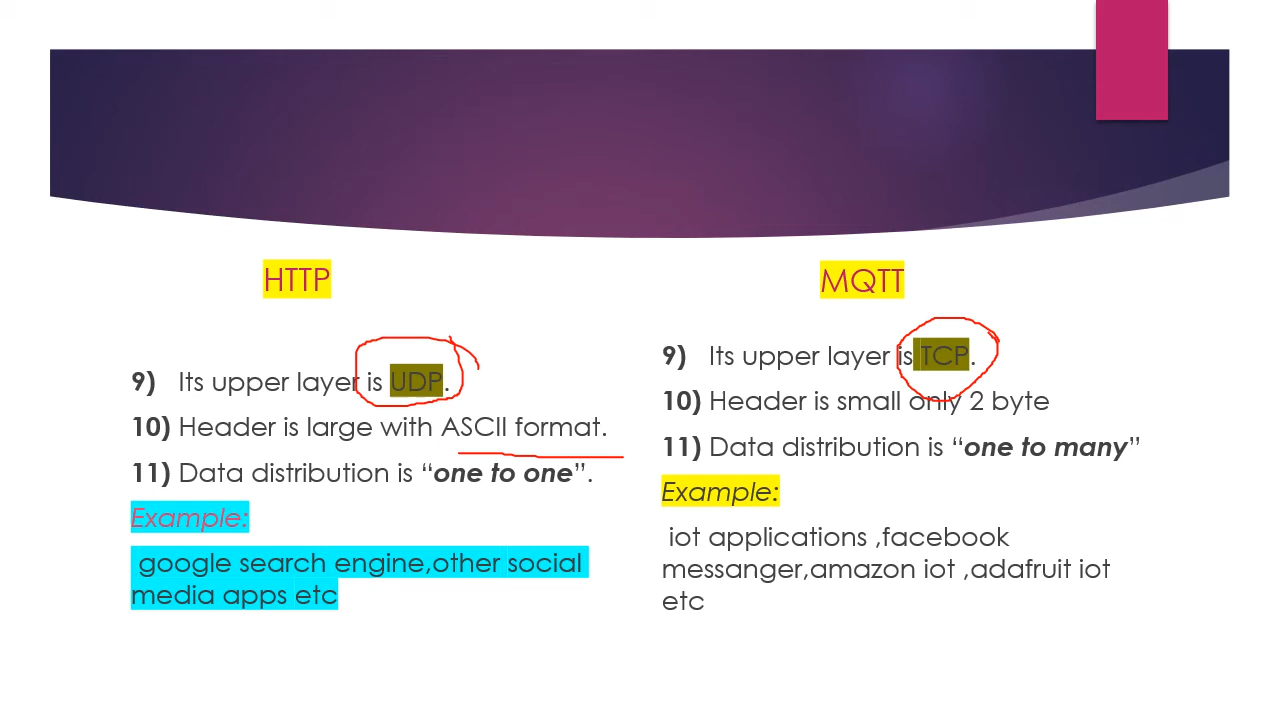 HTTP
9) Its upper layer is UDP.
10) Header is large with ASCII format.
11) Data distribution is “one to one”.
Example:
google search engine,other social
media apps etc
MQTT
9) Its upper layer is TCP.
10) Header is small only 2 byte
11) Data distribution is “one to many”
Example:
iot applications ,facebook
messanger,amazon iot ,adafruit iot
etc